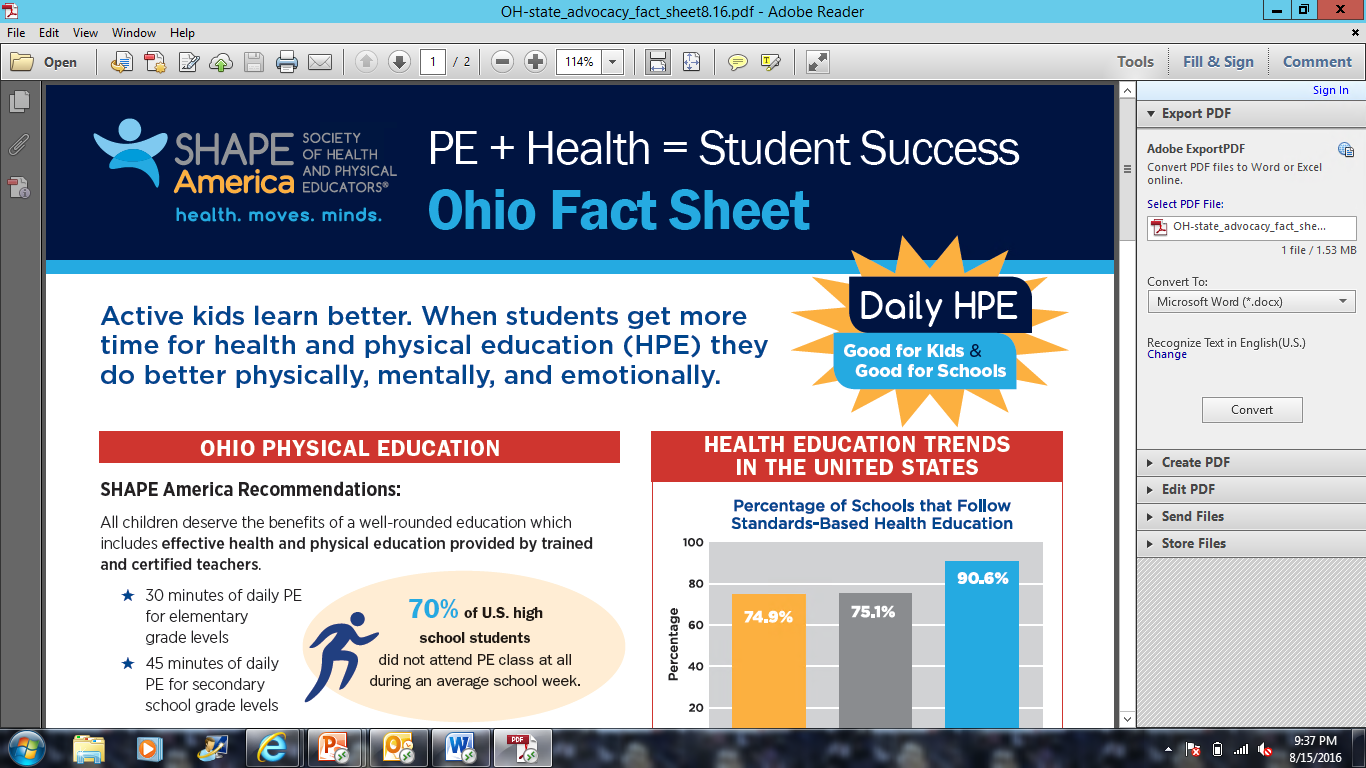 OH-state_advocacy_fact_sheet8.16.pdf - Adobe Reader
File Edit View Window Help
Open 1 / 2 114% Tools Fill & Sign Comment
Sign In
SHAPE America
SOCIETY
OF HEALTH
AND PHYSICAL
EDUCATORS®
health. moves. minds.
PE + Health = Student Success
Ohio Fact Sheet
Active kids learn better. When students get more
time for health and physical education (HPE) they
do better physically, mentally, and emotionally.
Daily HPE
Good for Kids &
Good for Schools
OHIO PHYSICAL EDUCATION
SHAPE America Recommendations:
All children deserve the benefits of a well-rounded education which
includes effective health and physical education provided by trained
and certified teachers.
30 minutes of daily PE
for elementary
grade levels
45 minutes of daily
PE for secondary
school grade levels
70% of U.S. high
school students
did not attend PE class at all
during an average school week.
HEALTH EDUCATION TRENDS
IN THE UNITED STATES
Percentage of Schools that Follow
Standards-Based Health Education
Percentage
100
80
60
40
20
74.9%
75.1%
90.6%
Export PDF
Adobe ExportPDF
Convert PDF files to Word or Excel
online.
Select PDF File:
OH-state_advocacy_fact_she...
1 file / 1.53 MB
Convert To:
Microsoft Word (*.docx)
Recognize Text in English(U.S.)
Change
Convert
Create PDF
Edit PDF
Send Files
Store Files
9:37 PM
8/15/2016